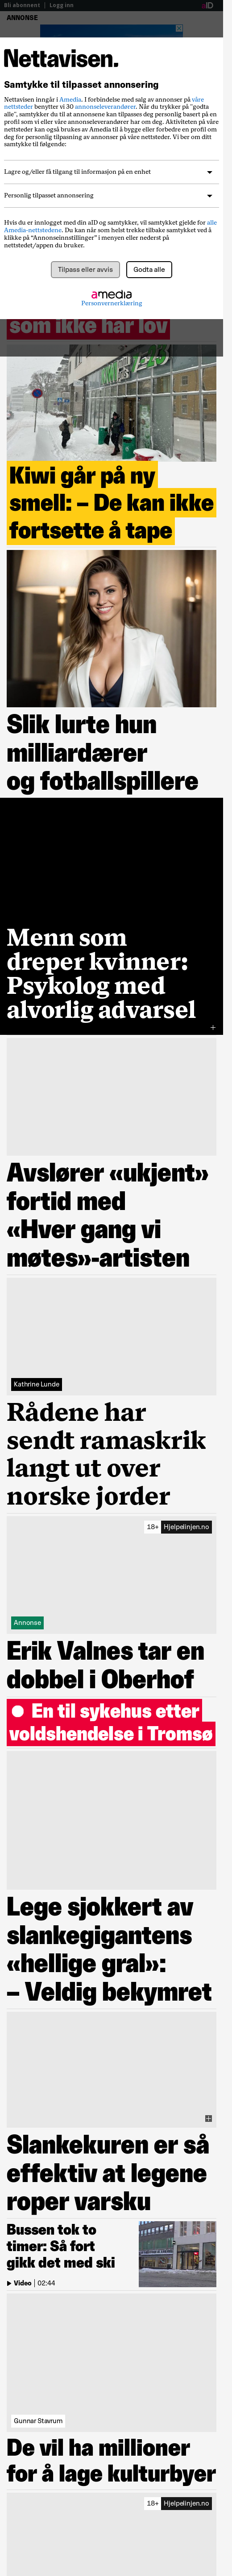 Bli abonnent | Logg inn
aID
ANNONSE
Nettavisen.
Samtykke til tilpasset annonsering
Nettavisen inngår i Amedia. I forbindelse med salg av annonser på våre
nettsteder benytter vi 30 annonseleverandører. Når du trykker på "godta
alle", samtykker du til at annonsene kan tilpasses deg personlig basert på en
profil som vi eller våre annonseleverandører har om deg. Aktiviteten på våre
nettsteder kan også brukes av Amedia til å bygge eller forbedre en profil om
deg for personlig tilpasning av annonser på våre nettsteder. Vi ber om ditt
samtykke til følgende:
Lagre og/eller få tilgang til informasjon på en enhet
Personlig tilpasset annonsering
Hvis du er innlogget med din aID og samtykker, vil samtykket gjelde for alle
Amedia-nettstedene. Du kan når som helst trekke tilbake samtykket ved å
klikke på “Annonseinnstillinger” i menyen eller nederst på
nettstedet/appen du bruker.
Tilpass eller avvis
Godta alle
amedia
Personvernerklæring
som ikke har lov
Kiwi går på ny
smell: – De kan ikke
fortsette å tape
Slik lurte hun
milliardærer
og fotballspillere
Menn som
dreper kvinner:
Psykolog med
alvorlig advarsel
+
Avslører «ukjent»
fortid med
«Hver gang vi
møtes»-artisten
Kathrine Lunde
Rådene har
sendt ramaskrik
langt ut over
norske jorder
18+ Hjelpelinjen.no
Annonse
Erik Valnes tar en
dobbel i Oberhof
En til sykehus etter
voldshendelse i Tromsø
Lege sjokkert av
slankegigantens
«hellige gral»:
– Veldig bekymret
Slankekuren er så
effektiv at legene
roper varsku
Bussen tok to
timer: Så fort
gikk det med ski
Video | 02:44
Gunnar Stavrum
De vil ha millioner
for å lage kulturbyer
18+ Hjelpelinjen.no